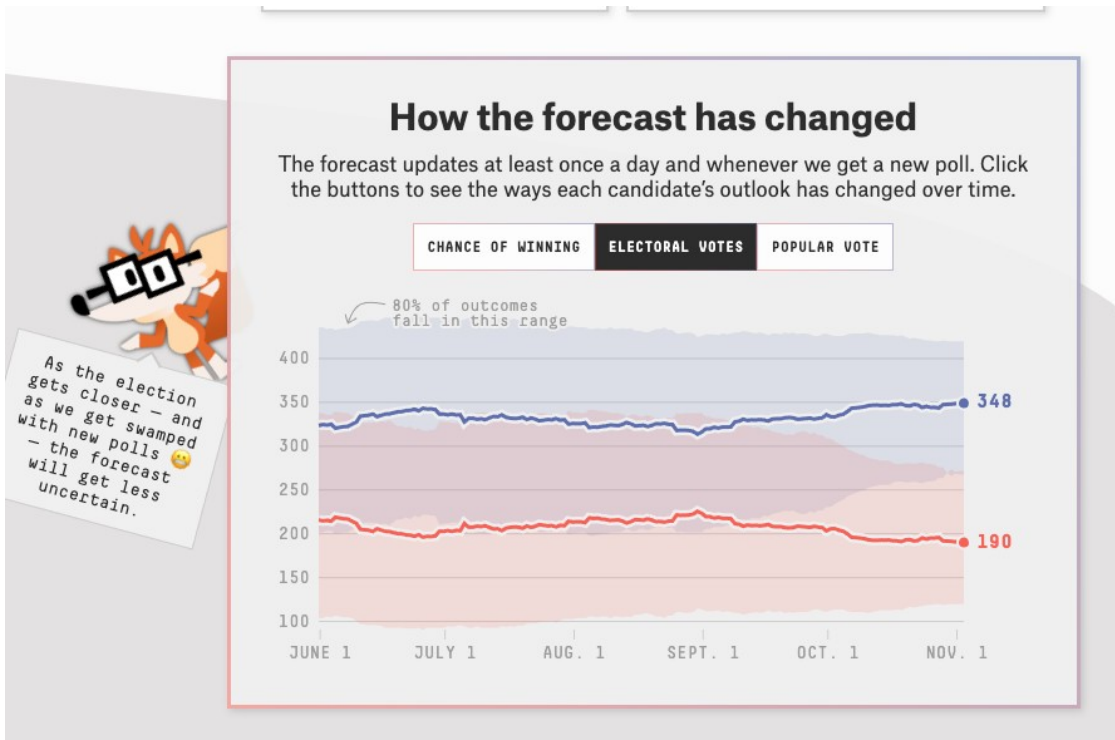 How the forecast has changed
The forecast updates at least once a day and whenever we get a new poll. Click
the buttons to see the ways each candidate’s outlook has changed over time.
CHANCE OF WINNING
ELECTORAL VOTES
POPULAR VOTE
80% of outcomes
fall in this range
400
350
300
250
200
150
100
348
190
JUNE 1
JULY 1
AUG. 1
SEPT. 1
OCT. 1
NOV. 1
As the election
gets closer — and
as we get swamped
with new polls 😬
— the forecast
will get less
uncertain.